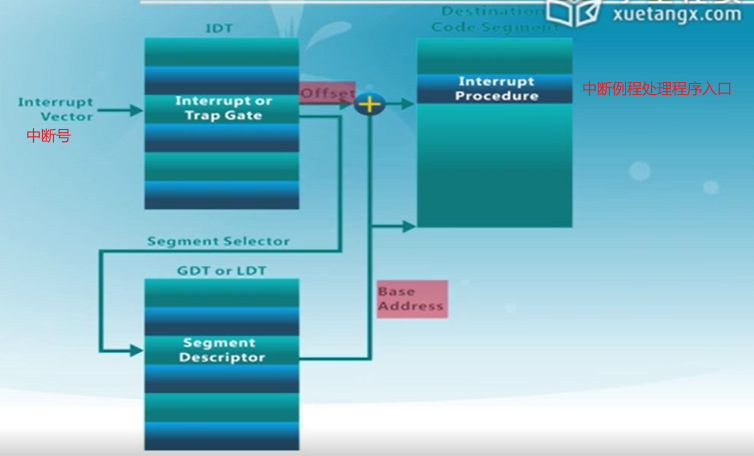 Destination
Code Segment
xuetangx.com
IDT
Interrupt
Vector
中断号
Interrupt or
Trap Gate
Offset
Interrupt
Procedure
中断例程处理程序入口
Segment Selector
GDT or LDT
Segment
Descriptor
Base
Address